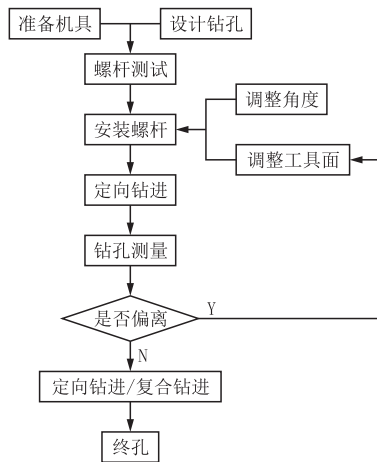 准备机具
设计钻孔
螺杆测试
调整角度
安装螺杆
调整工具面
定向钻进
钻孔测量
是否偏离
Y
N
定向钻进/复合钻进
终孔